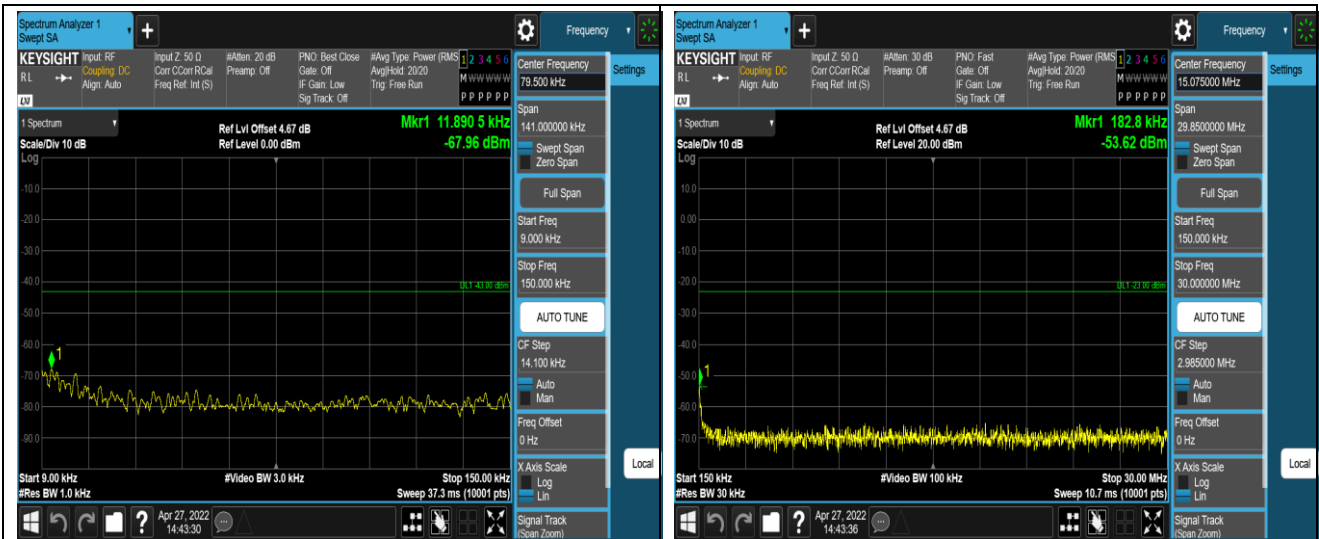 Spectrum Analyzer 1
Swept SA
+
Frequency
KEYSIGHT
RL
LXI
Input: RF
Coupling: DC
Align: Auto
Input Z: 50 Ω
Corr CCorr RCal
Freq Ref: Int (S)
#Atten: 20 dB
Preamp: Off
PNO: Best Close
Gate: Off
IF Gain: Low
Sig Track: Off
#Avg Type: Power (RMS
Avg|Hold: 20/20
Trig: Free Run
1 2 3 4 5 6
M W W W W W
P P P P P P
Center Frequency
79.500 kHz
Settings
1 Spectrum
Scale/Div 10 dB
Log
Ref Lvl Offset 4.67 dB
Ref Level 0.00 dBm
Mkr1 11.890 5 kHz
-67.96 dBm
Span
141.000000 kHz
Swept Span
Zero Span
Full Span
Start Freq
9.000 kHz
Stop Freq
150.000 kHz
AUTO TUNE
CF Step
14.100 kHz
Auto
Man
Freq Offset
0 Hz
X Axis Scale
Log
Lin
Signal Track
(Span Zoom)
Local
-10.0
-20.0
-30.0
-40.0
DL1 -43.00 dBm
-50.0
-60.0
1
-70.0
-80.0
-90.0
Start 9.00 kHz
#Res BW 1.0 kHz
#Video BW 3.0 kHz
Stop 150.00 kHz
Sweep 37.3 ms (10001 pts)
?
Apr 27, 2022
14:43:30
Spectrum Analyzer 1
Swept SA
+
Frequency
KEYSIGHT
RL
LXI
Input: RF
Coupling: DC
Align: Auto
Input Z: 50 Ω
Corr CCorr RCal
Freq Ref: Int (S)
#Atten: 30 dB
Preamp: Off
PNO: Fast
Gate: Off
IF Gain: Low
Sig Track: Off
#Avg Type: Power (RMS
Avg|Hold: 20/20
Trig: Free Run
1 2 3 4 5 6
M W W W W W
P P P P P P
Center Frequency
15.075000 MHz
Settings
1 Spectrum
Scale/Div 10 dB
Log
Ref Lvl Offset 4.67 dB
Ref Level 20.00 dBm
Mkr1 182.8 kHz
-53.62 dBm
Span
29.8500000 MHz
Swept Span
Zero Span
Full Span
Start Freq
150.000 kHz
Stop Freq
30.000000 MHz
AUTO TUNE
CF Step
2.985000 MHz
Auto
Man
Freq Offset
0 Hz
X Axis Scale
Log
Lin
Signal Track
(Span Zoom)
Local
10.0
0.00
-10.0
-20.0
DL1 -23.00 dBm
-30.0
-40.0
-50.0
1
-60.0
-70.0
Start 150 kHz
#Res BW 30 kHz
#Video BW 100 kHz
Stop 30.00 MHz
Sweep 10.7 ms (10001 pts)
?
Apr 27, 2022
14:43:36